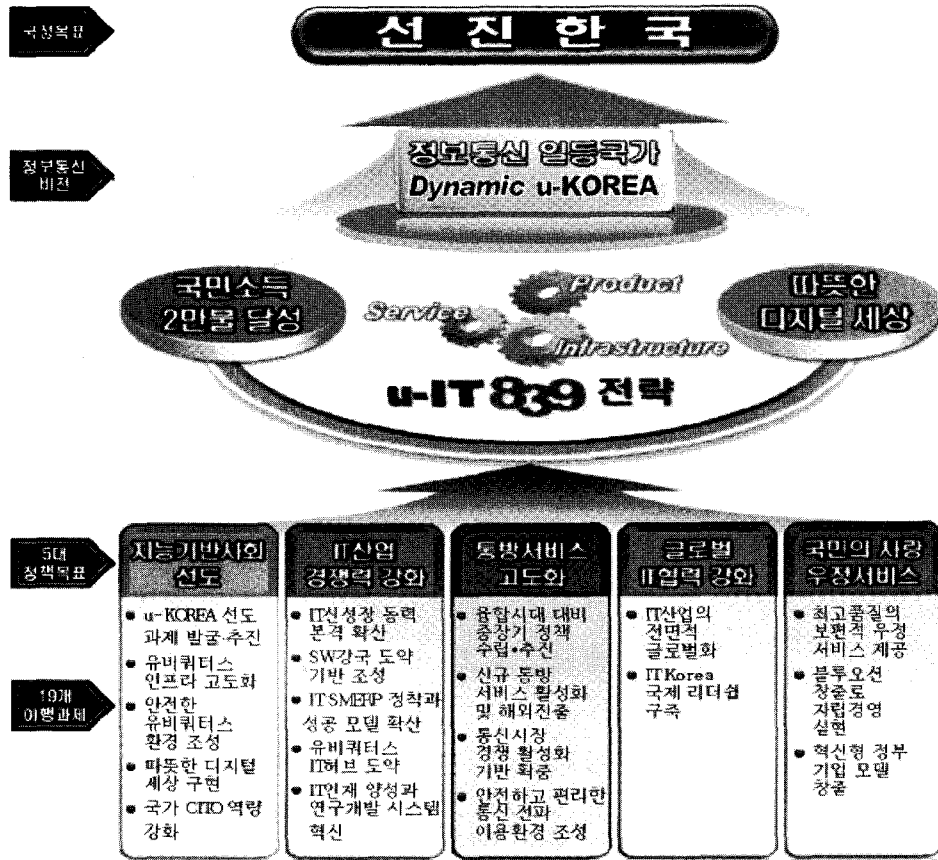 국정목표
선 진 한 국
정보통신
비전
정보통신 일등국가
Dynamic u-KOREA
국민소득
2만불 달성
Product
Service
Infrastructure
따뜻한
디지털 세상
u-IT839 전략
5대
정책목표
지능기반사회
선도
IT산업
경쟁력 강화
통방서비스
고도화
글로벌
IT협력 강화
국민의 사랑
우정서비스
19개
이행과제
● u-KOREA 선도
과제 발굴·추진
● 유비쿼터스
인프라 고도화
● 안전한
유비쿼터스
환경 조성
● 따뜻한 디지털
세상 구현
● 국가 CITO 역량
강화
● IT신성장 동력
본격 확산
● SW강국 도약
기반 조성
● IT SMERP 정착과
성공 모델 확산
● 유비쿼터스
IT허브 도약
● IT인재 양성과
연구개발 시스템
혁신
● 융합시대 대비
중장기 정책
수립•추진
● 신규 통방
서비스 활성화
및 해외진출
● 통신시장
경쟁 활성화
기반 확충
● 안전하고 편리한
통신 전파
이용환경 조성
● IT산업의
전면적
글로벌화
● IT Korea
국제 리더쉽
구축
● 최고품질의
보편적 우정
서비스 제공
● 블루오션
창출로
자립경영
실현
● 혁신형 정부
기업 모델
창출